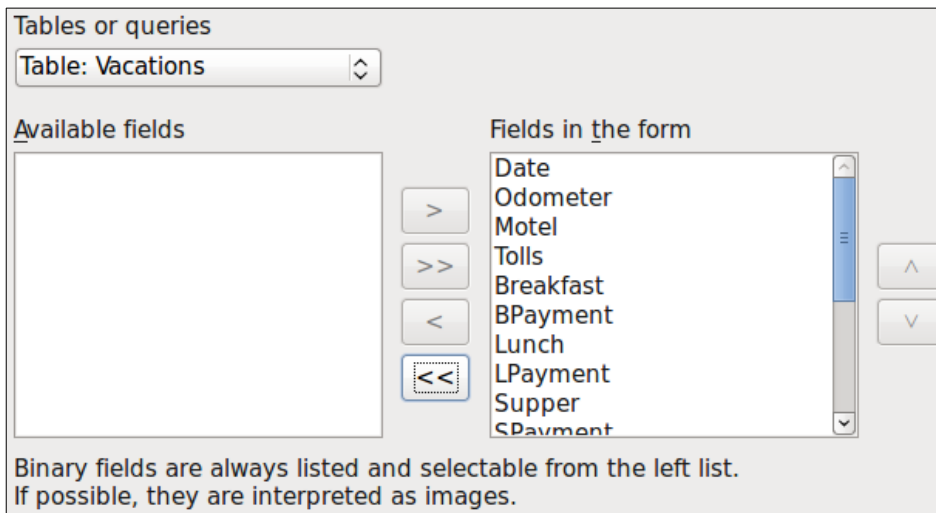 Tables or queries
Table: Vacations
Available fields
Fields in the form
Date
Odometer
Motel
Tolls
Breakfast
BPayment
Lunch
LPayment
Supper
SPayment
>
>>
<
<<
Binary fields are always listed and selectable from the left list.
If possible, they are interpreted as images.